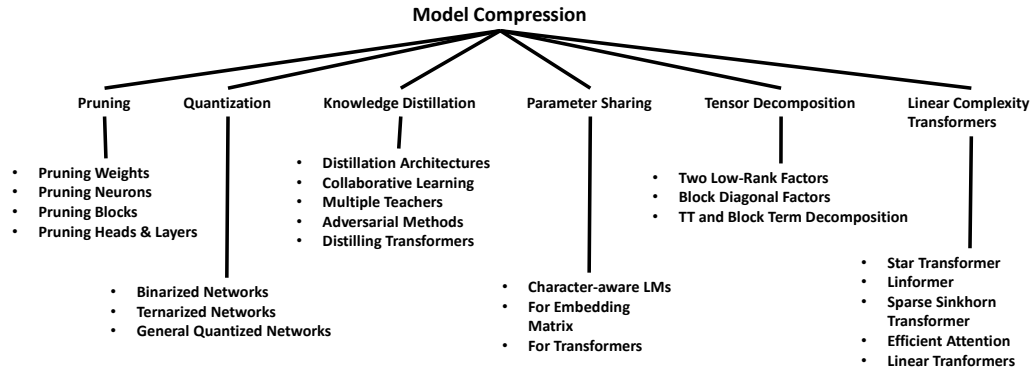 Model Compression
Pruning
Quantization
Knowledge Distillation
Parameter Sharing
Tensor Decomposition
Linear Complexity
Transformers
• Pruning Weights
• Pruning Neurons
• Pruning Blocks
• Pruning Heads & Layers
• Binarized Networks
• Ternarized Networks
• General Quantized Networks
• Distillation Architectures
• Collaborative Learning
• Multiple Teachers
• Adversarial Methods
• Distilling Transformers
• Character-aware LMs
• For Embedding
Matrix
• For Transformers
• Two Low-Rank Factors
• Block Diagonal Factors
• TT and Block Term Decomposition
• Star Transformer
• Linformer
• Sparse Sinkhorn
Transformer
• Efficient Attention
• Linear Tranformers